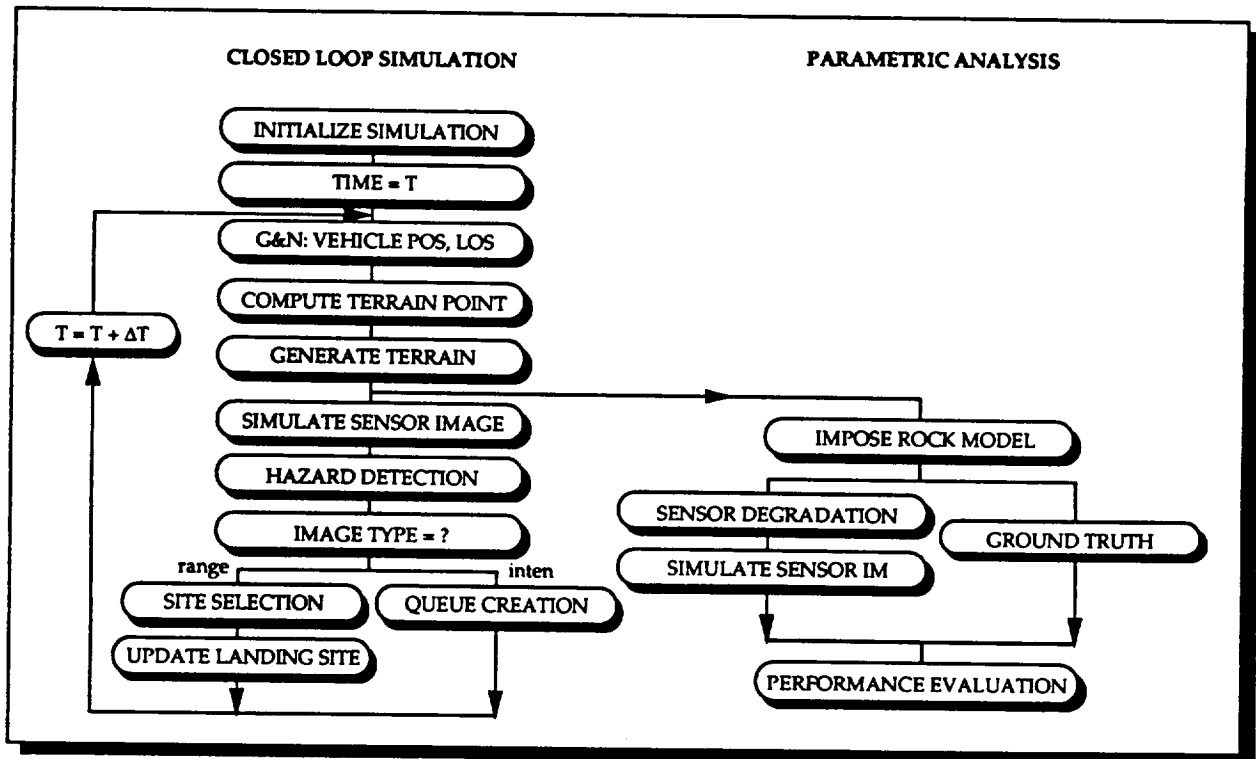 CLOSED LOOP SIMULATION
PARAMETRIC ANALYSIS
INITIALIZE SIMULATION
TIME = T
G&N: VEHICLE POS, LOS
COMPUTE TERRAIN POINT
T = T + ΔT
GENERATE TERRAIN
SIMULATE SENSOR IMAGE
IMPOSE ROCK MODEL
HAZARD DETECTION
SENSOR DEGRADATION
IMAGE TYPE = ?
GROUND TRUTH
range
inten
SIMULATE SENSOR IM
SITE SELECTION
QUEUE CREATION
UPDATE LANDING SITE
PERFORMANCE EVALUATION